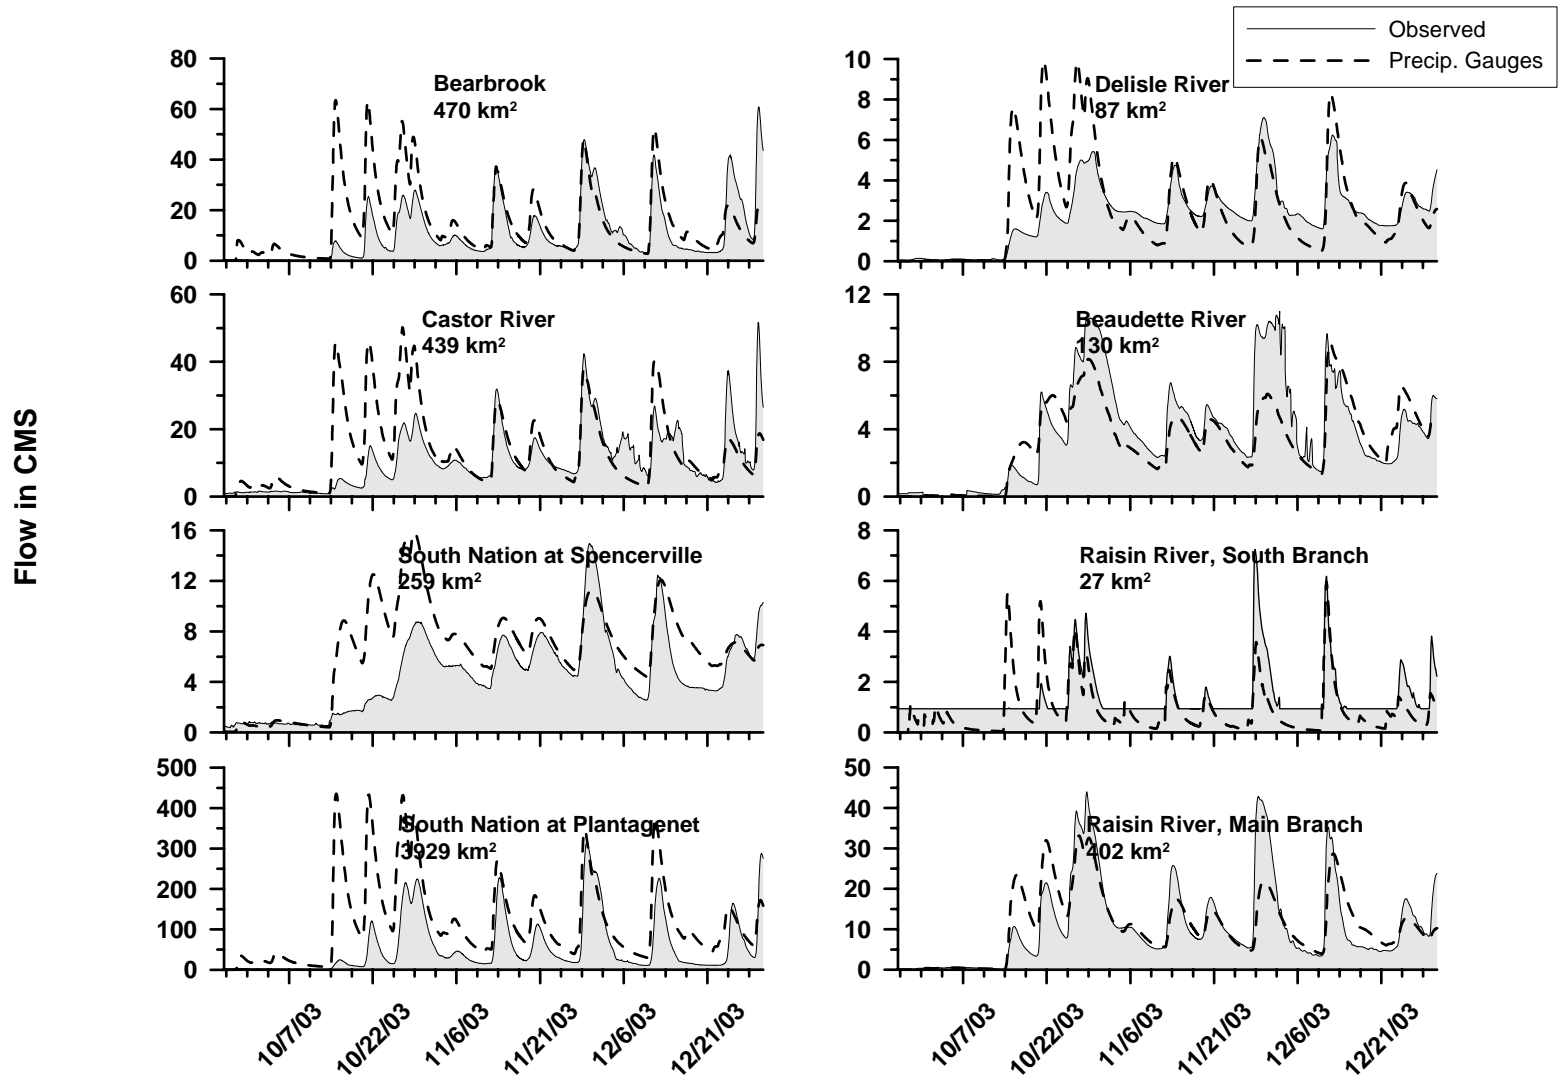 Observed
Precip. Gauges
Flow in CMS
Bearbrook
470 km²
80
60
40
20
0
Delisle River
87 km²
10
8
6
4
2
0
Castor River
439 km²
60
40
20
0
Beaudette River
130 km²
12
8
4
0
South Nation at Spencerville
259 km²
16
12
8
4
0
Raisin River, South Branch
27 km²
8
6
4
2
0
South Nation at Plantagenet
3929 km²
500
400
300
200
100
0
Raisin River, Main Branch
402 km²
50
40
30
20
10
0
10/7/03
10/22/03
11/6/03
11/21/03
12/6/03
12/21/03
10/7/03
10/22/03
11/6/03
11/21/03
12/6/03
12/21/03